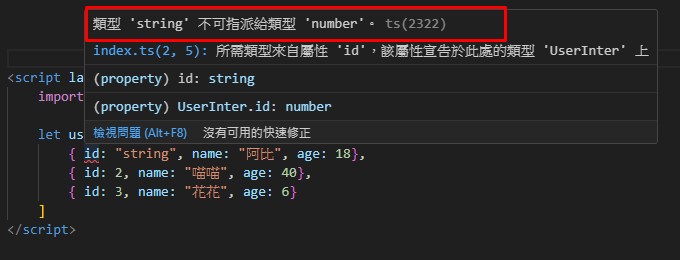 類型 'string' 不可指派給類型 'number'。 ts(2322)
index.ts(2, 5): 所需類型來自屬性 'id'，該屬性宣告於此處的類型 'UserInter' 上
(property) id: string
(property) UserInter.id: number
檢視問題 (Alt+F8) 沒有可用的快速修正
<script la
import
let us
{ id: "string", name: "阿比", age: 18},
{ id: 2, name: "喵喵", age: 40},
{ id: 3, name: "花花", age: 6}
]
</script>